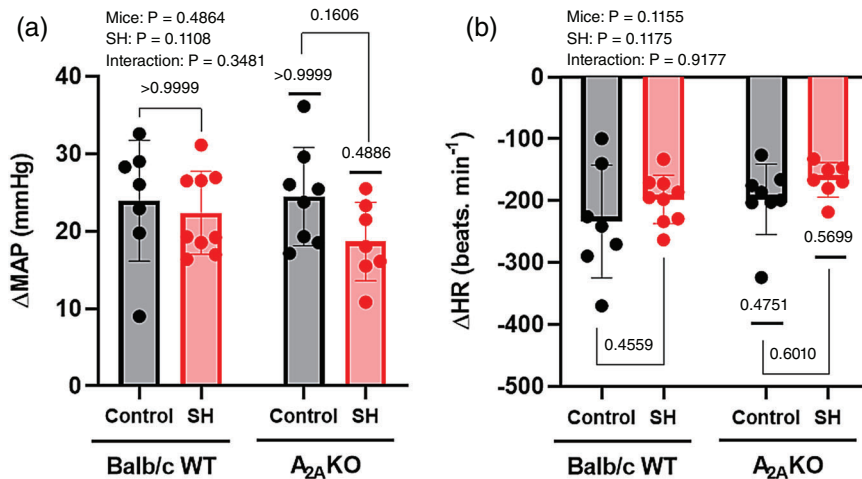 (a)
Mice: P = 0.4864
SH: P = 0.1108
Interaction: P = 0.3481
0.1606
>0.9999
>0.9999
0.4886
ΔMAP (mmHg)
40
30
20
10
0
Control SH Control SH
Balb/c WT A2AKO
(b)
Mice: P = 0.1155
SH: P = 0.1175
Interaction: P = 0.9177
ΔHR (beats. min-1)
0
-100
-200
-300
-400
-500
0.5699
0.4751
0.4559
0.6010
Control SH Control SH
Balb/c WT A2AKO